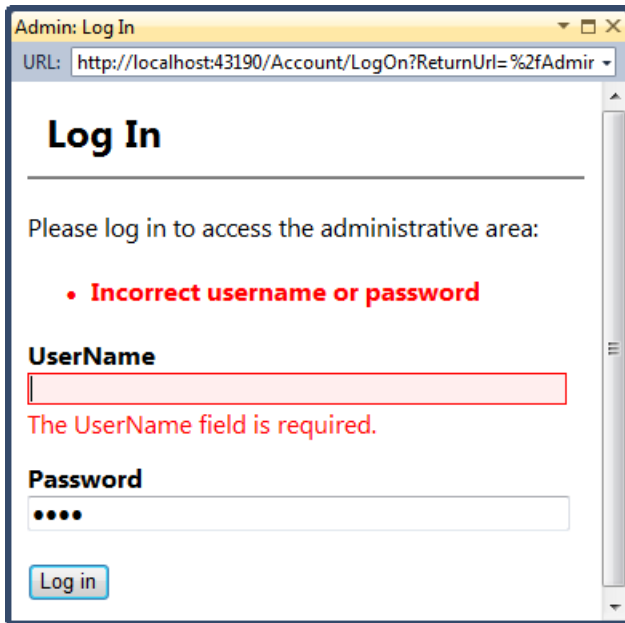 Admin: Log In
URL: http://localhost:43190/Account/LogOn?ReturnUrl=%2fAdmir
Log In
Please log in to access the administrative area:
• Incorrect username or password
UserName
The UserName field is required.
Password
••••
Log in